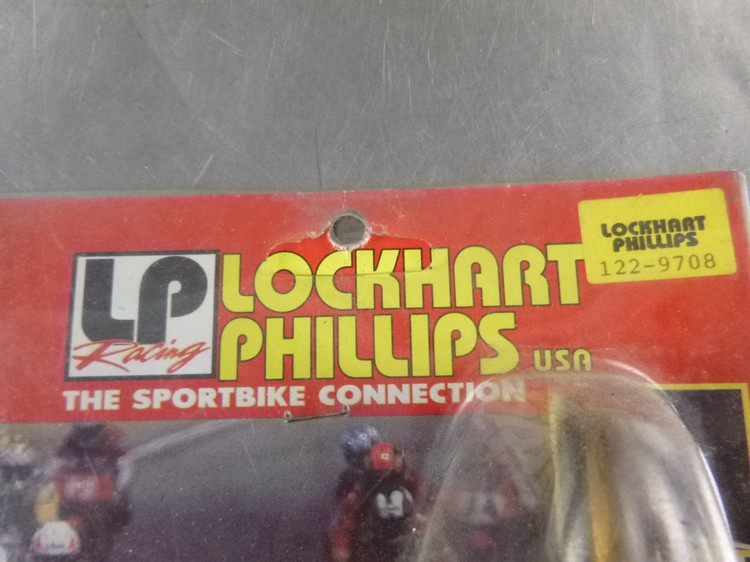 LP
Racing
LOCKHART
PHILLIPS USA
THE SPORTBIKE CONNECTION
LOCKHART
PHILLIPS
122-9708